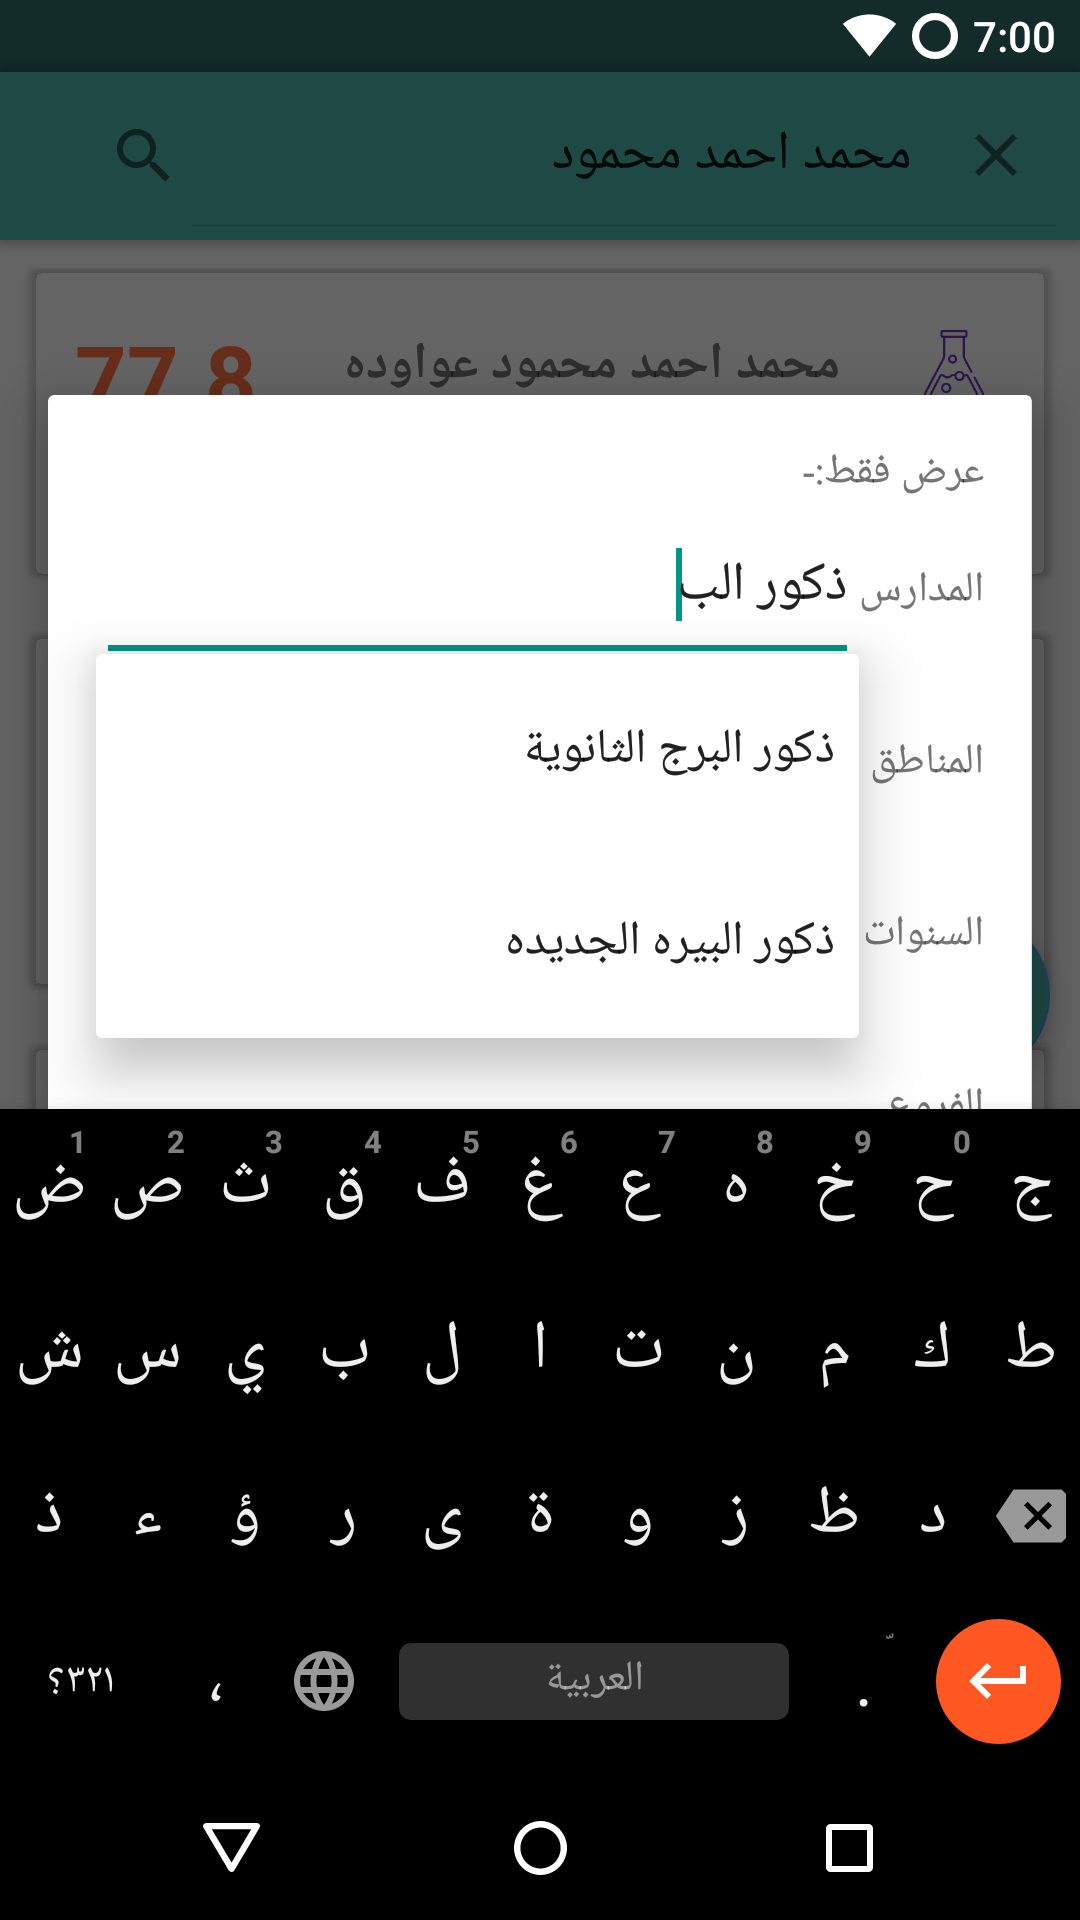 7:00
محمد احمد محمود
محمد احمد محمود عواوده
77.8
عرض فقط:-
المدارس ذكور الب
ذكور البرج الثانوية
المناطق
ذكور البيره الجديده
السنوات
الفروع
1 2 3 4 5 6 7 8 9 0
ض ص ث ق ف غ ع ه خ ح ج
ش س ي ب ل ا ت ن م ك ط
ذ ء ؤ ر ى ة و ز ظ د
٣٢١؟ ، العربية .